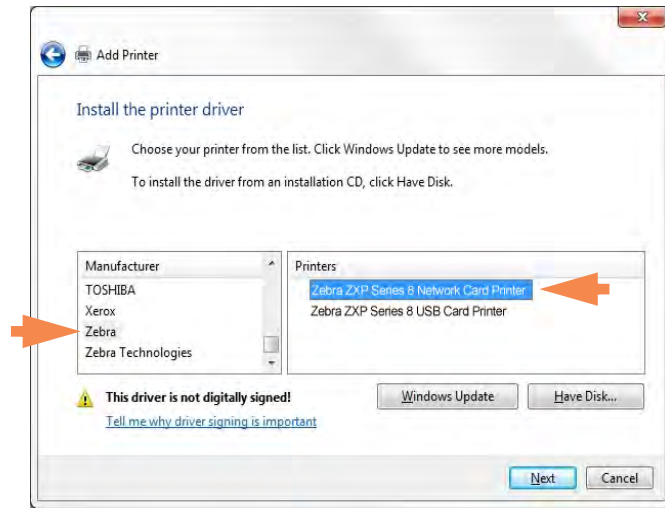 Add Printer
Install the printer driver
Choose your printer from the list. Click Windows Update to see more models.
To install the driver from an installation CD, click Have Disk.
Manufacturer
TOSHIBA
Xerox
Zebra
Zebra Technologies
Printers
Zebra ZXP Series 8 Network Card Printer
Zebra ZXP Series 8 USB Card Printer
This driver is not digitally signed!
Tell me why driver signing is important
Windows Update
Have Disk...
Next
Cancel